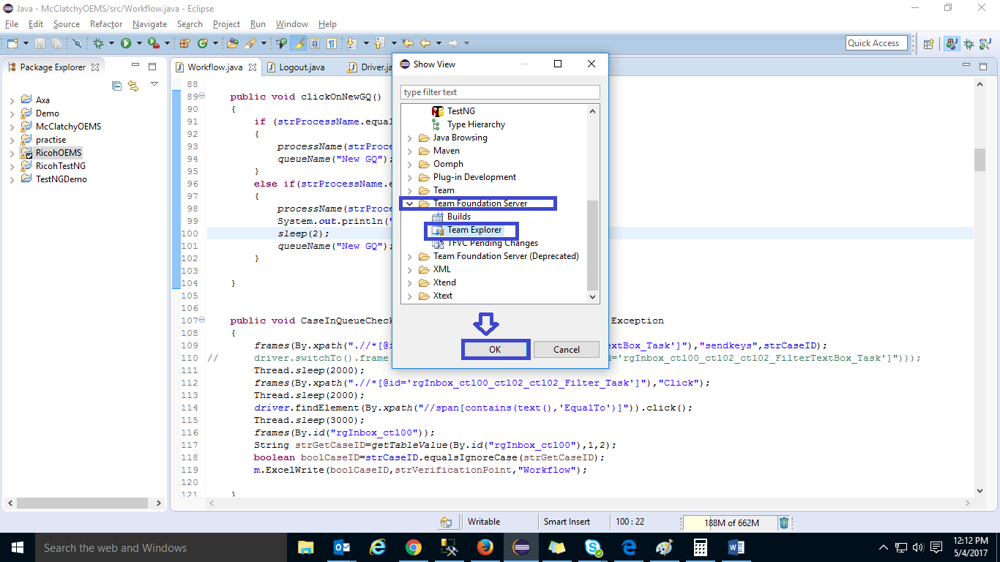 Java - McClatchyOEMS/src/Workflow.java - Eclipse
File Edit Source Refactor Navigate Search Project Run Window Help
Quick Access
Package Explorer
Axa
Demo
McClatchyOEMS
practise
RicohOEMS
RicohTestNG
TestNGDemo
Workflow.java Logout.java Driver.ja
88
89 public void clickOnNewGQ()
90 {
91 if (strProcessName.equal
92 {
93 processName(strProce
94 queueName("New GQ");
95 }
96 else if(strProcessName.e
97 {
98 processName(strProce
99 System.out.println("
100 sleep(2);
101 queueName("New GQ");
102 }
103
104 }
105
106
107 public void CaseInQueueCheck Exception
108 {
109 frames(By.xpath(".//*[@i extBox_Task']"),"sendkeys",strCaseID);
110 // driver.switchTo().frame( d='rgInbox_ctl00_ctl02_ctl02_FilterTextBox_Task']")));
111 Thread.sleep(2000);
112 frames(By.xpath(".//*[@id='rgInbox_ctl00_ctl02_ctl02_Filter_Task']"),"Click");
113 Thread.sleep(2000);
114 driver.findElement(By.xpath("//span[contains(text(),'EqualTo')]")).click();
115 Thread.sleep(3000);
116 frames(By.id("rgInbox_ctl00"));
117 String strGetCaseID=getTableValue(By.id("rgInbox_ctl00"),1,2);
118 boolean boolCaseID=strCaseID.equalsIgnoreCase(strGetCaseID);
119 m.ExcelWrite(boolCaseID,strVerificationPoint,"Workflow");
120
121 }
Show View
type filter text
TestNG
Type Hierarchy
Java Browsing
Maven
Oomph
Plug-in Development
Team
Team Foundation Server
Builds
Team Explorer
TFVC Pending Changes
Team Foundation Server (Deprecated)
XML
Xtend
Xtext
OK Cancel
Writable Smart Insert 100 : 22 188M of 662M
Search the web and Windows
12:12 PM
5/4/2017